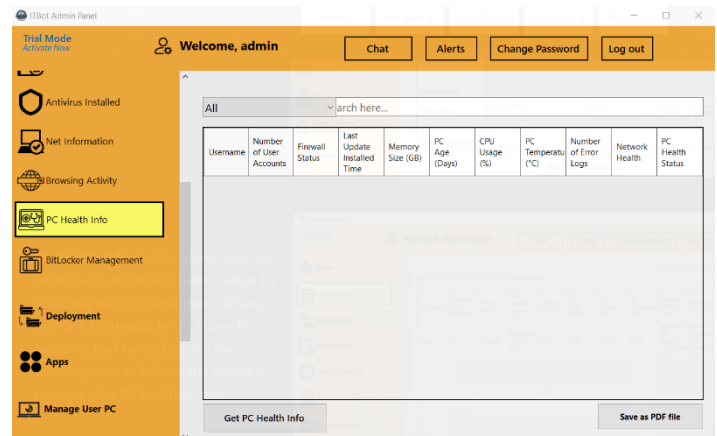 ITBot Admin Panel
Trial Mode
Activate Now
Welcome, admin
Chat
Alerts
Change Password
Log out
Antivirus Installed
Net Information
Browsing Activity
PC Health Info
BitLocker Management
Deployment
Apps
Manage User PC
All
arch here...
Username
Number
of User
Accounts
Firewall
Status
Last
Update
Installed
Time
Memory
Size (GB)
PC
Age
(Days)
CPU
Usage
(%)
PC
Temperatu
(°C)
Number
of Error
Logs
Network
Health
PC
Health
Status
Get PC Health Info
Save as PDF file